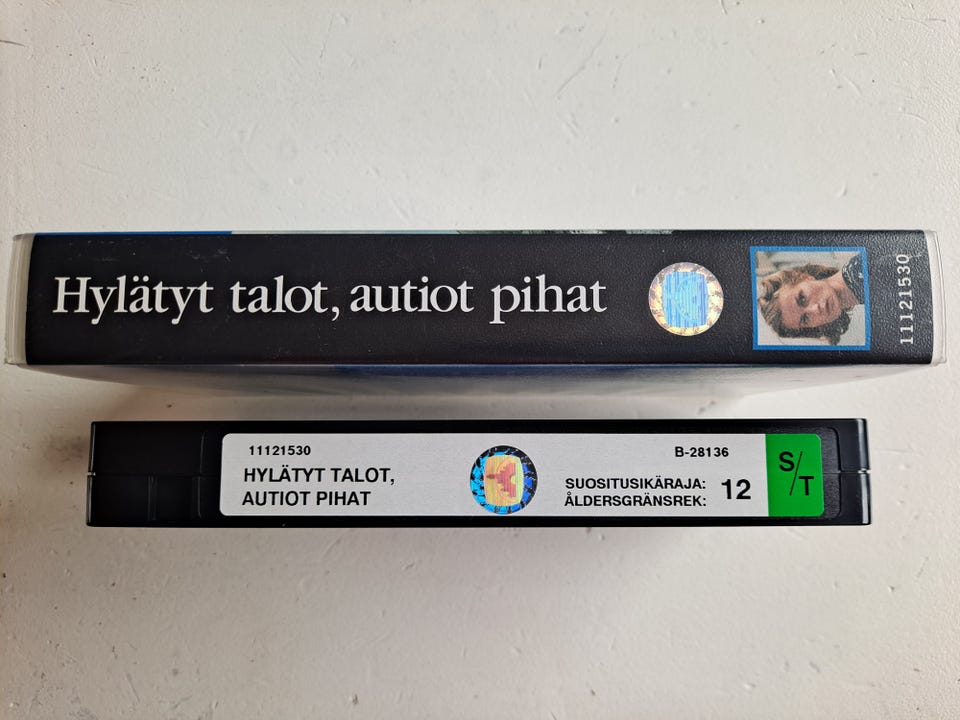 Hylätyt talot, autiot pihat
11121530
11121530
HYLÄTYT TALOT,
AUTIOT PIHAT
B-28136
SUOSITUSIKÄRAJA: 12
ÅLDERSGRÄNSREK:
S/T